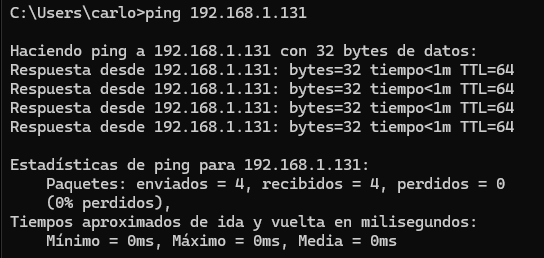 C:\Users\carlo>ping 192.168.1.131
Haciendo ping a 192.168.1.131 con 32 bytes de datos:
Respuesta desde 192.168.1.131: bytes=32 tiempo<1m TTL=64
Respuesta desde 192.168.1.131: bytes=32 tiempo<1m TTL=64
Respuesta desde 192.168.1.131: bytes=32 tiempo<1m TTL=64
Respuesta desde 192.168.1.131: bytes=32 tiempo<1m TTL=64
Estadísticas de ping para 192.168.1.131:
Paquetes: enviados = 4, recibidos = 4, perdidos = 0
(0% perdidos),
Tiempos aproximados de ida y vuelta en milisegundos:
Mínimo = 0ms, Máximo = 0ms, Media = 0ms